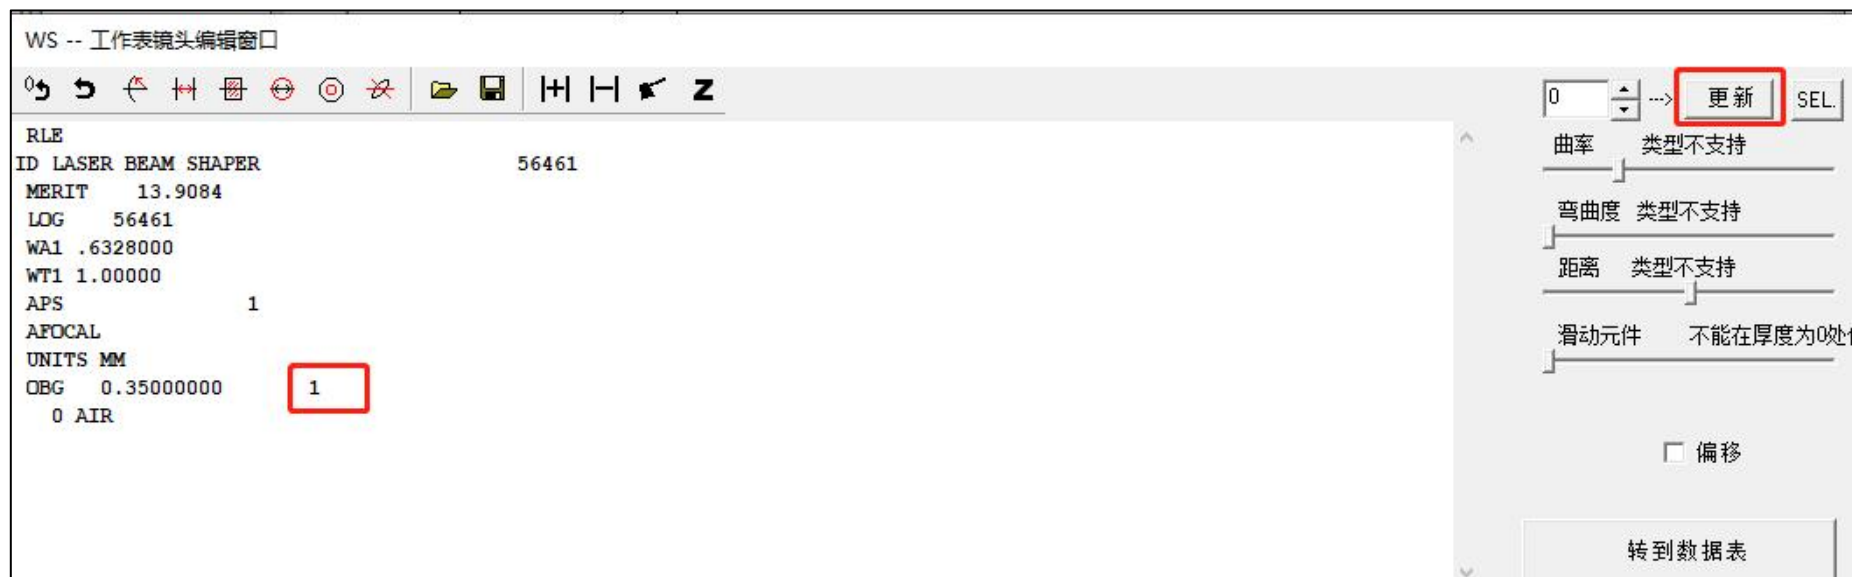 WS -- 工作表镜头编辑窗口
Z
0 ---> 更新 SEL.
RLE
ID LASER BEAM SHAPER 56461
MERIT 13.9084
LOG 56461
WA1 .6328000
WT1 1.00000
APS 1
AFOCAL
UNITS MM
OBG 0.35000000 1
0 AIR
曲率 类型不支持
弯曲度 类型不支持
距离 类型不支持
滑动元件 不能在厚度为0处
偏移
转到数据表